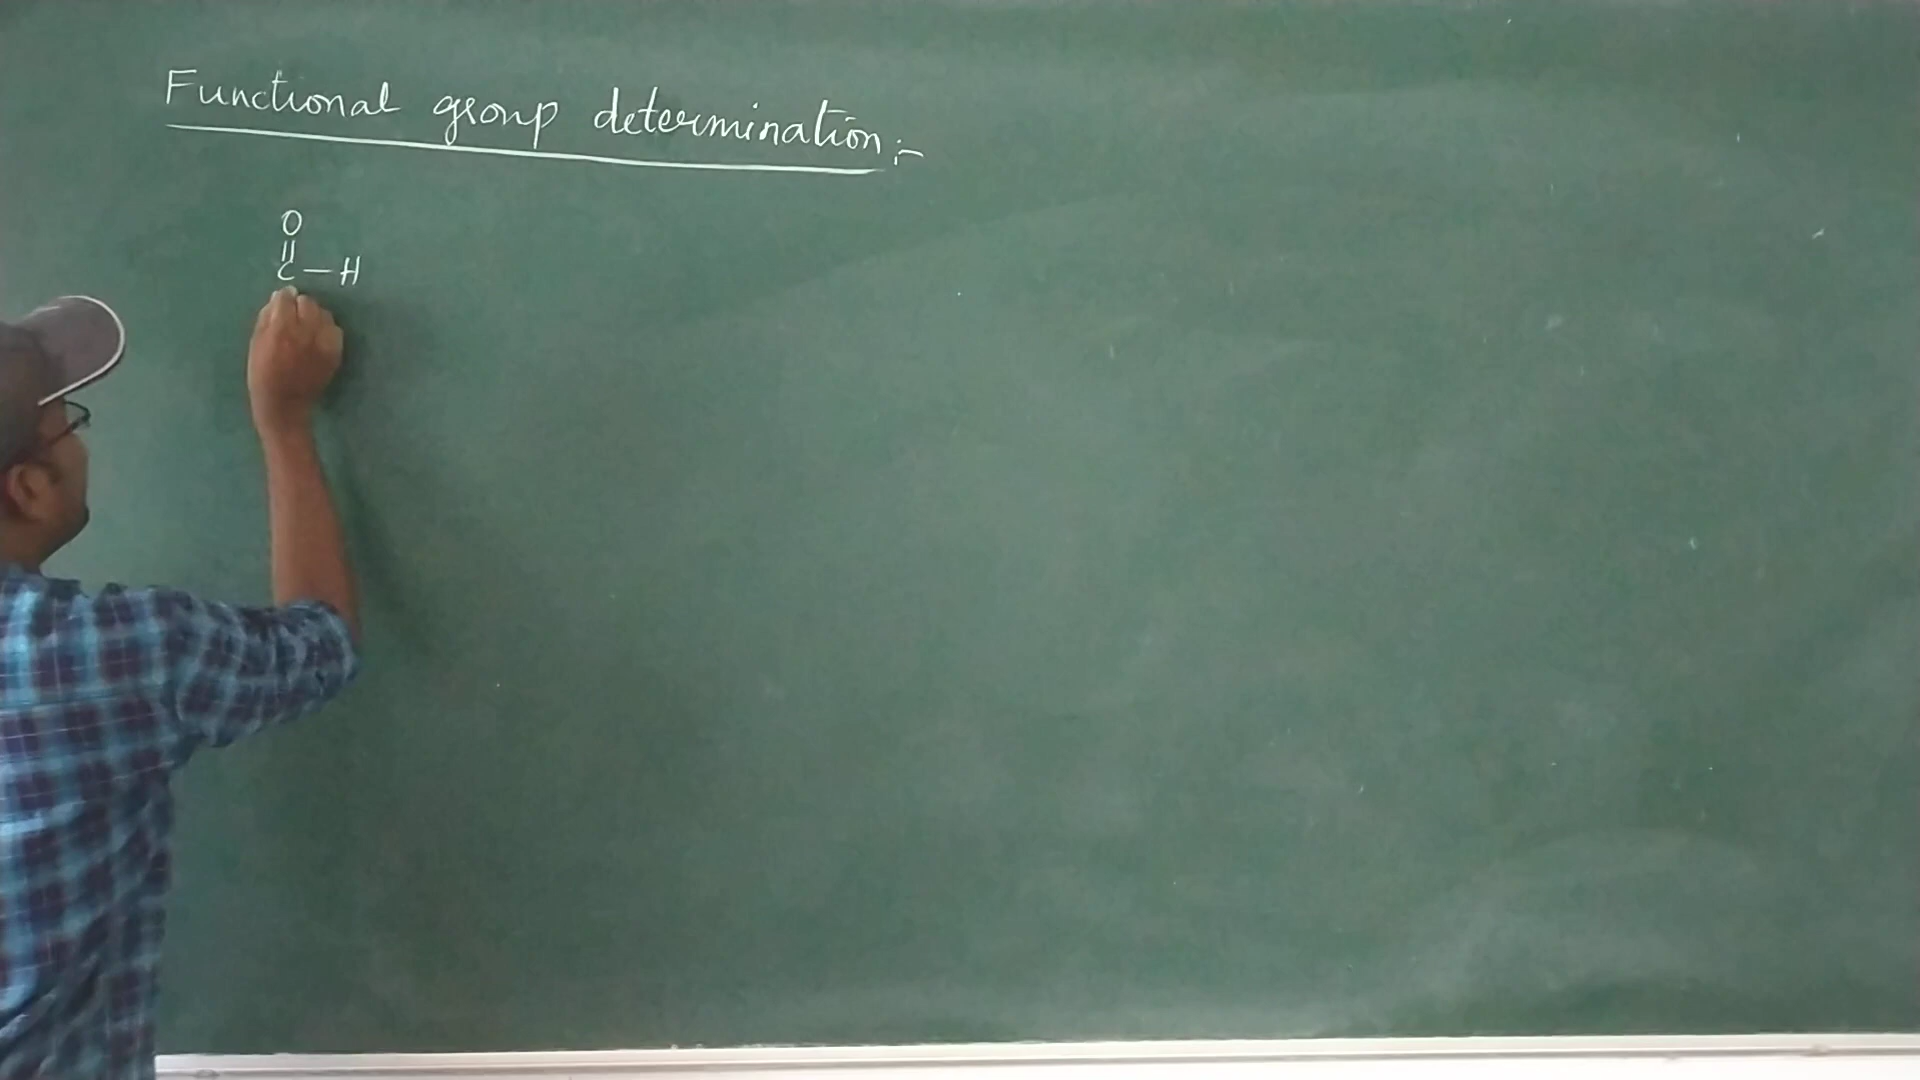 Functional group determination :-
O
||
C — H